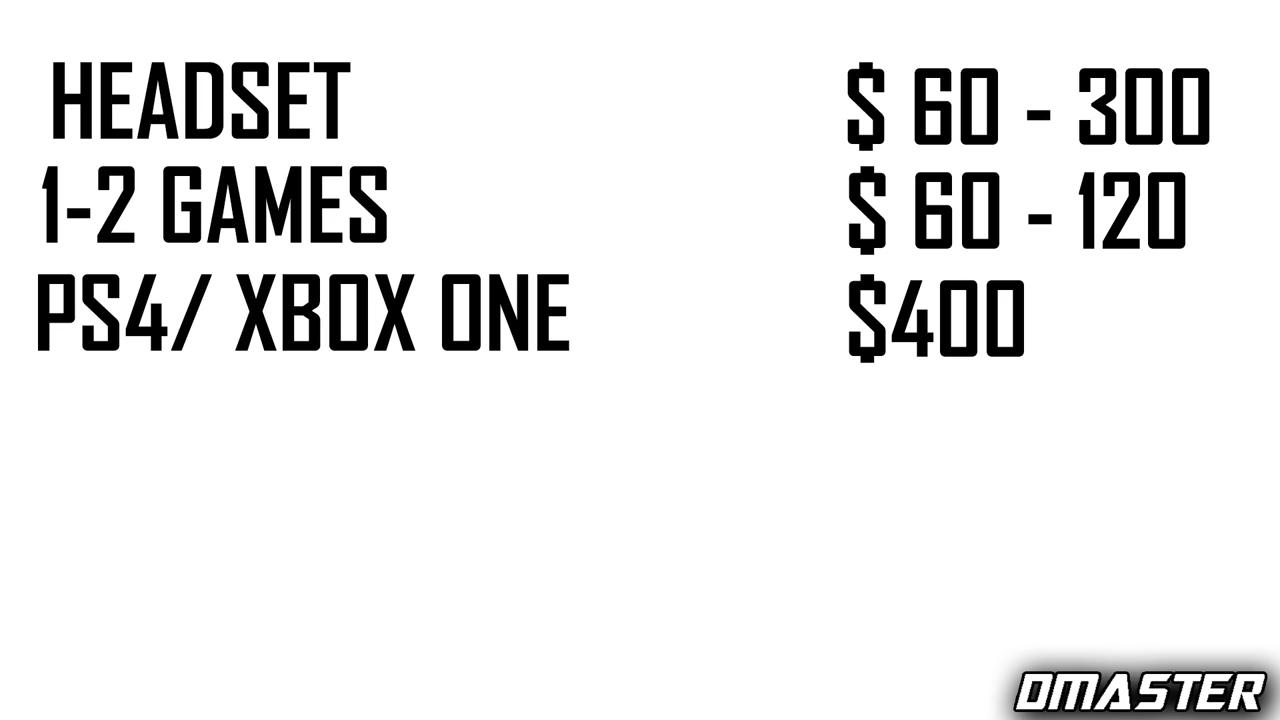 HEADSET $ 60 - 300
1-2 GAMES $ 60 - 120
PS4/ XBOX ONE $400
DMASTER